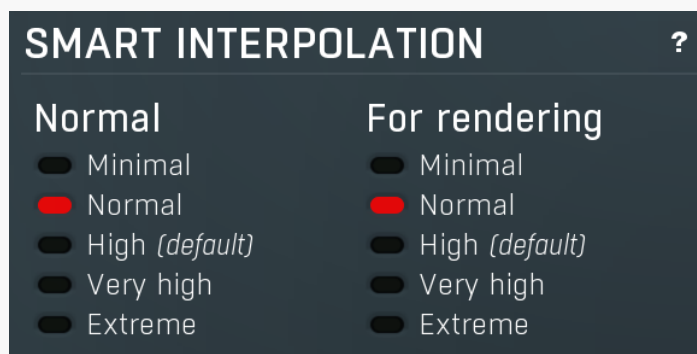 SMART INTERPOLATION ?
Normal
Minimal
Normal
High (default)
Very high
Extreme
For rendering
Minimal
Normal
High (default)
Very high
Extreme